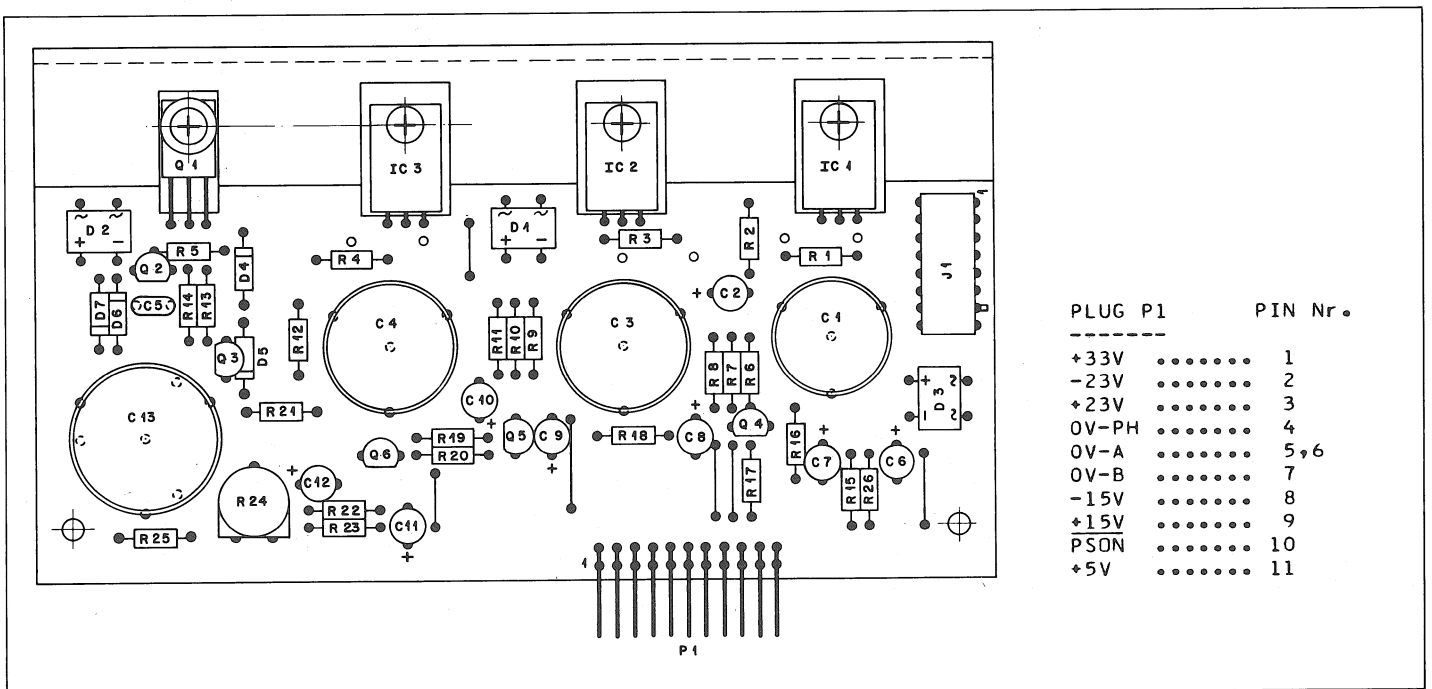 Q1
IC3
IC2
IC1
1
~ ~
D2
+ -
R5
Q2
D4
R4
~ ~
D1
+ -
R3
R2
R1
J1
D7
D6
C5
R14
R13
+
C2
R12
C4
R11
R10
R9
C3
C1
Q3
D5
R8
R7
R6
+ ~
D3
- ~
C13
R21
C10
+
Q5
C9
+
R18
+
C8
Q4
R16
+
C7
+
C6
R19
R20
Q6
R17
R15
R26
R24
+
C12
R22
R23
C11
+
R25
1
P1
PLUG P1 PIN Nr.
-------
+33V ....... 1
-23V ....... 2
+23V ....... 3
0V-PH ....... 4
0V-A ....... 5,6
0V-B ....... 7
-15V ....... 8
+15V ....... 9
PSON ....... 10
+5V ....... 11